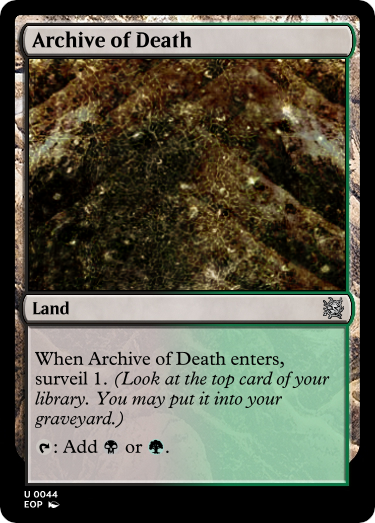 Archive of Death
Land
When Archive of Death enters,
surveil 1. (Look at the top card of your
library. You may put it into your
graveyard.)
: Add or .
U 0044
EOP